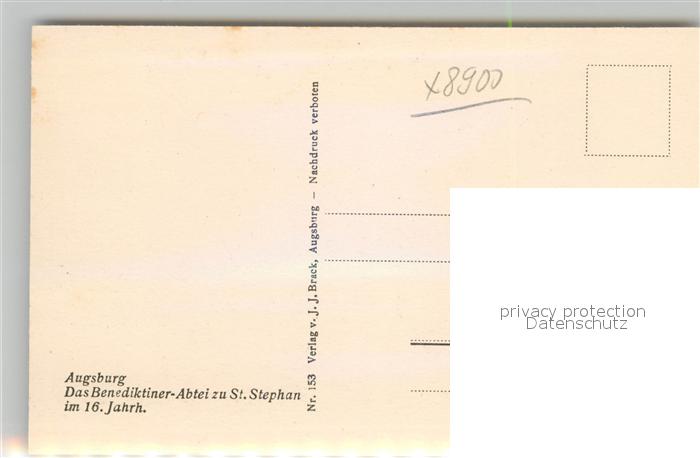 x8900
Nr. 153 Verlag v. J. J. Brack, Augsburg – Nachdruck verboten
privacy protection
Datenschutz
Augsburg
Das Benediktiner-Abtei zu St. Stephan
im 16. Jahrh.